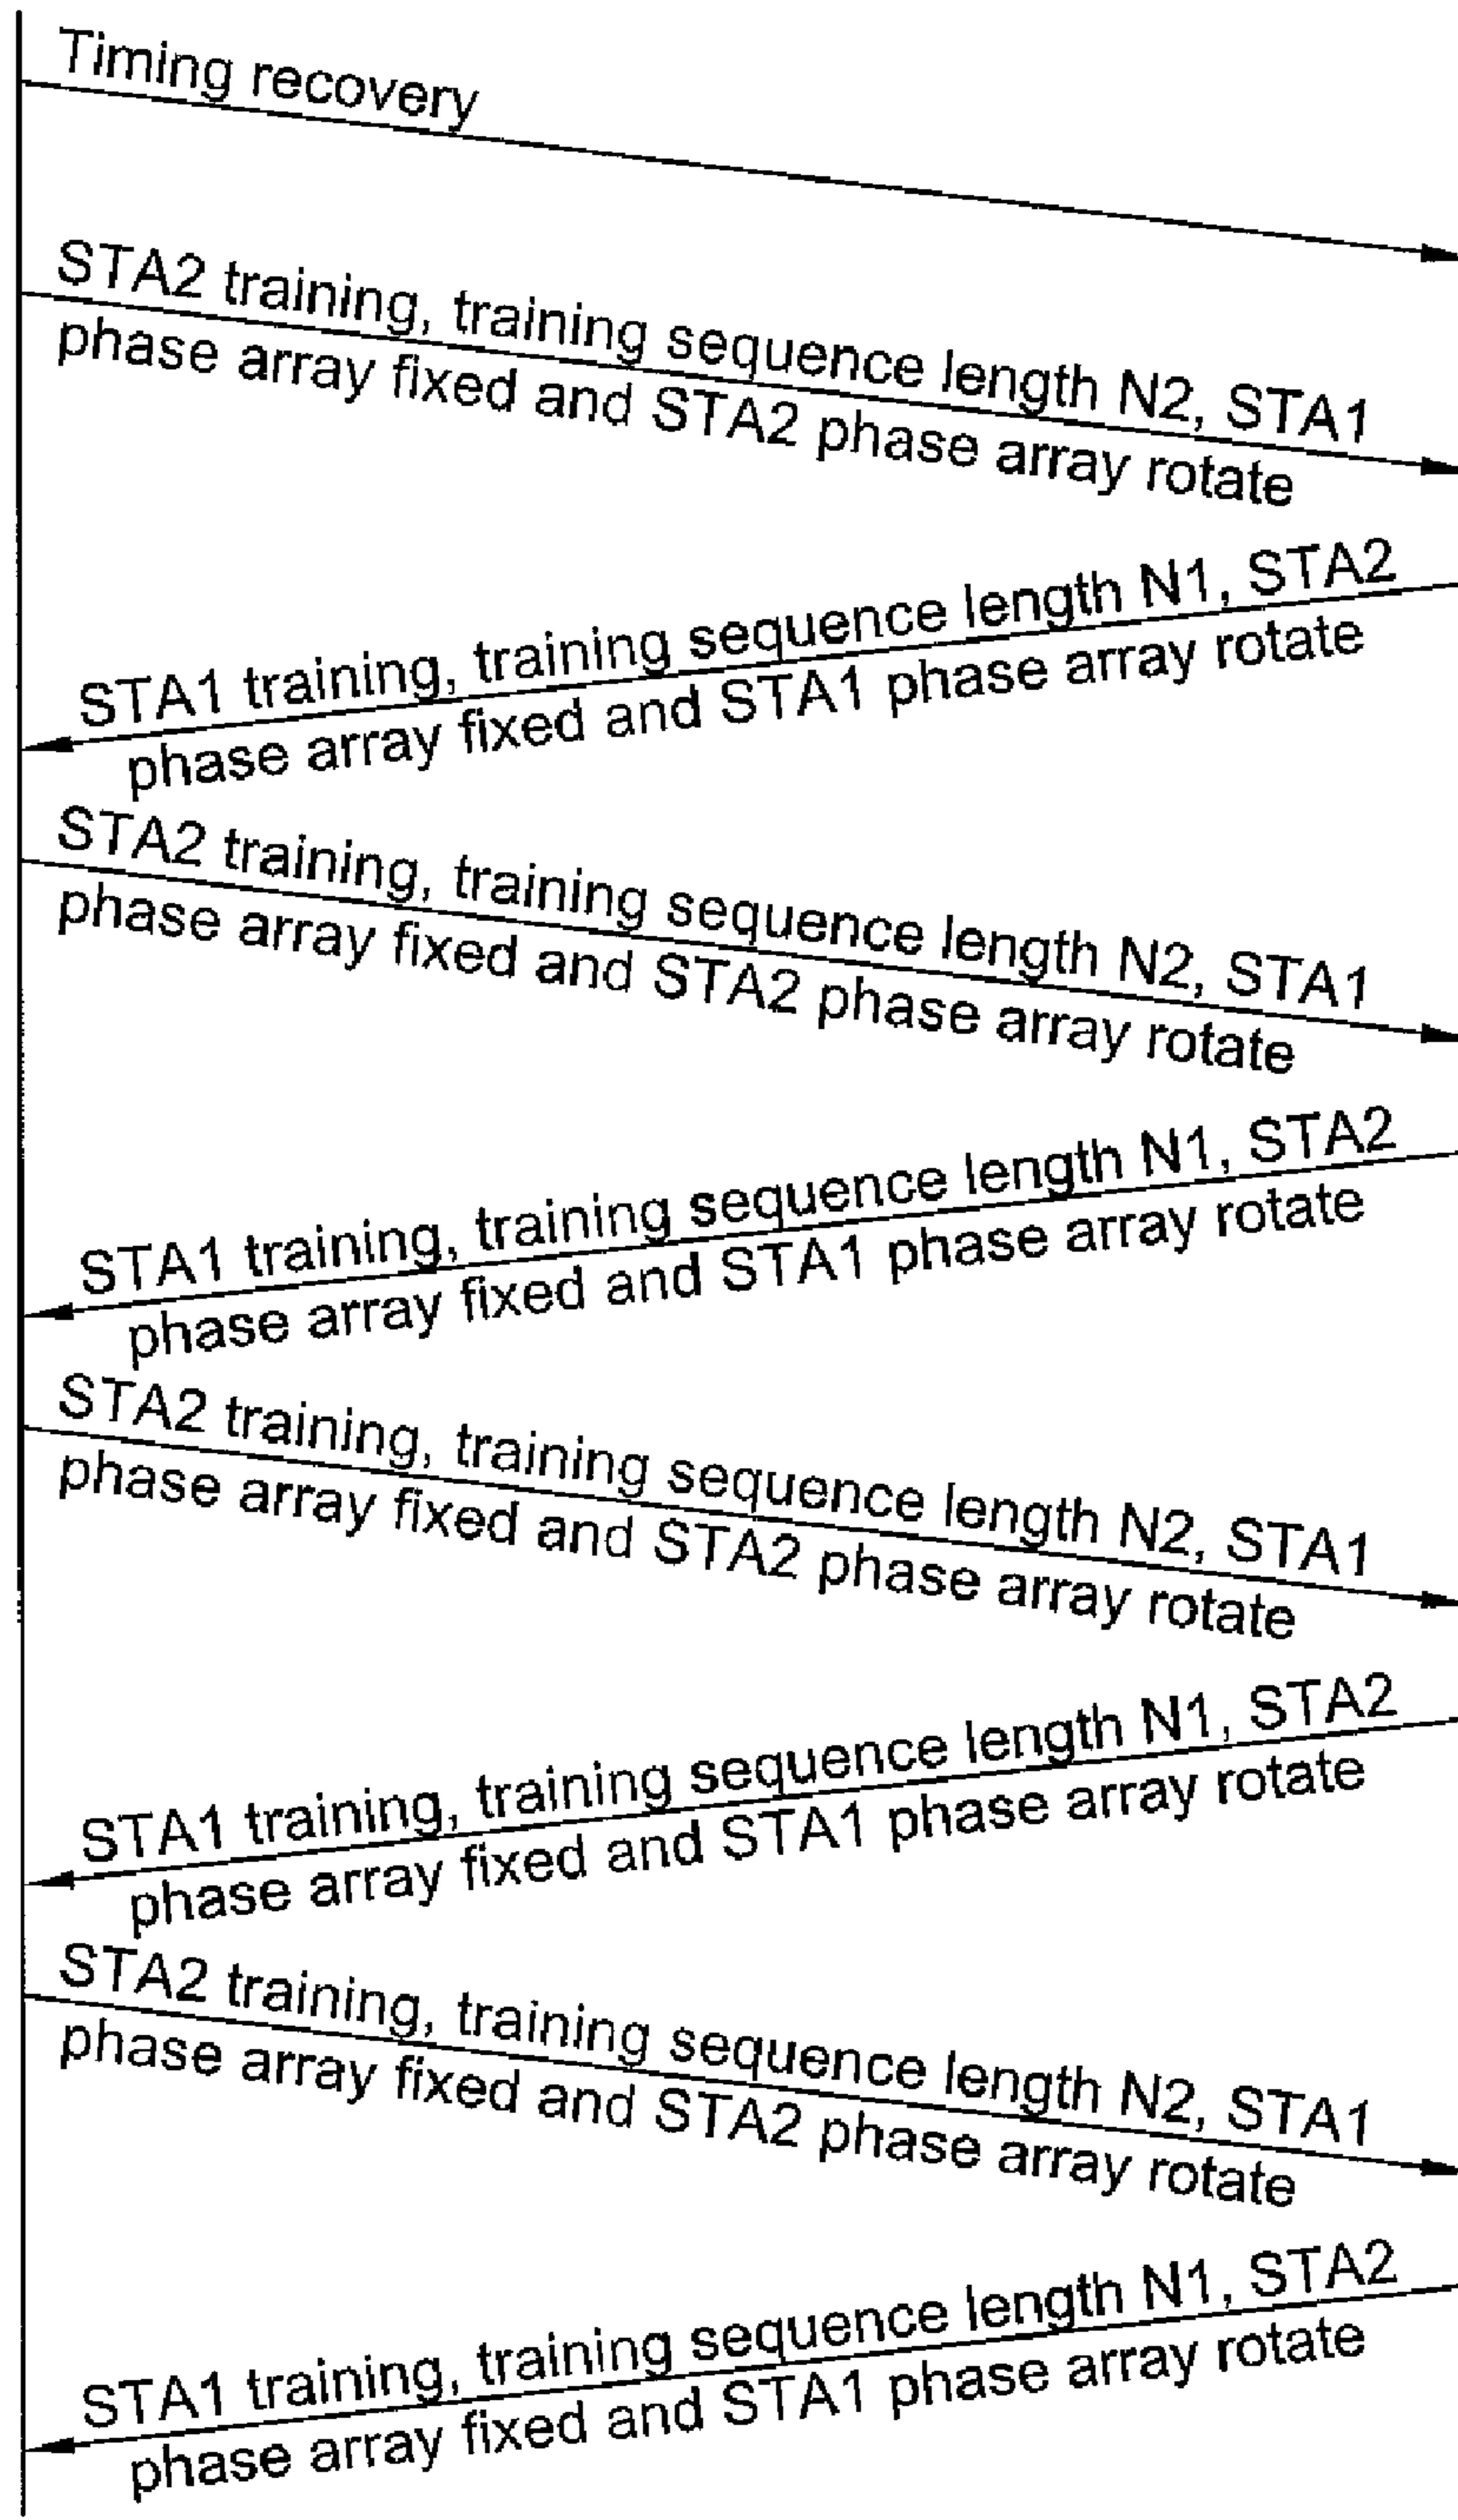 Timing recovery
STA2 training, training sequence length N2, STA1
phase array fixed and STA2 phase array rotate
STA1 training, training sequence length N1, STA2
phase array fixed and STA1 phase array rotate
STA2 training, training sequence length N2, STA1
phase array fixed and STA2 phase array rotate
STA1 training, training sequence length N1, STA2
phase array fixed and STA1 phase array rotate
STA2 training, training sequence length N2, STA1
phase array fixed and STA2 phase array rotate
STA1 training, training sequence length N1, STA2
phase array fixed and STA1 phase array rotate
STA2 training, training sequence length N2, STA1
phase array fixed and STA2 phase array rotate
STA1 training, training sequence length N1, STA2
phase array fixed and STA1 phase array rotate